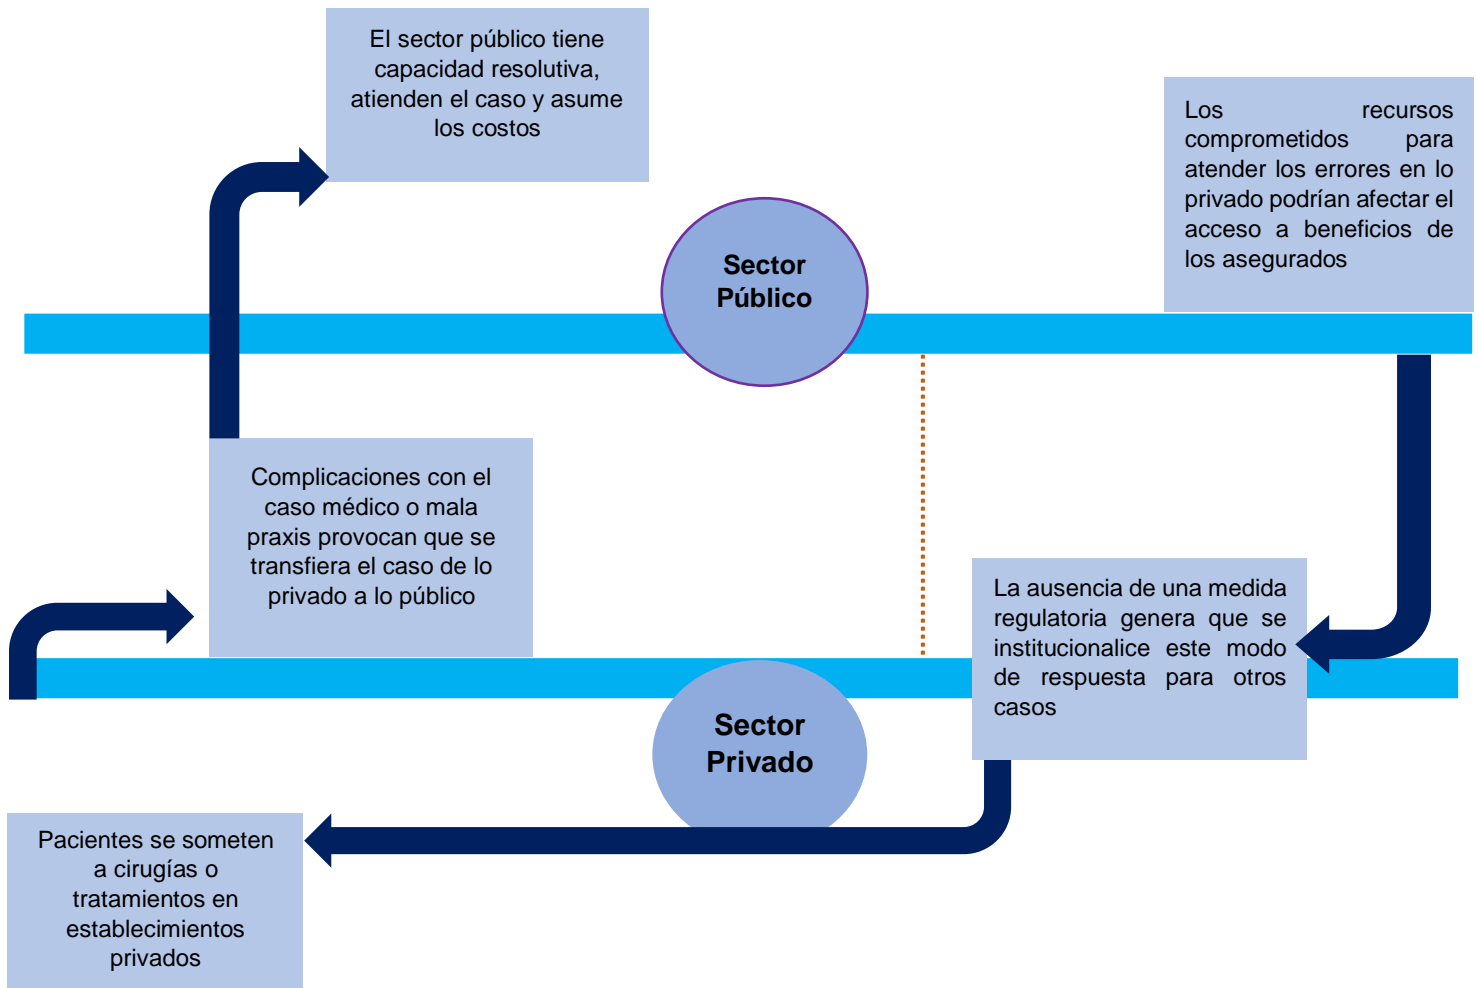 El sector público tiene
capacidad resolutiva,
atienden el caso y asume
los costos
Los recursos
comprometidos para
atender los errores en lo
privado podrían afectar el
acceso a beneficios de
los asegurados
Sector
Público
Complicaciones con el
caso médico o mala
praxis provocan que se
transfiera el caso de lo
privado a lo público
La ausencia de una medida
regulatoria genera que se
institucionalice este modo
de respuesta para otros
casos
Sector
Privado
Pacientes se someten
a cirugías o
tratamientos en
establecimientos
privados